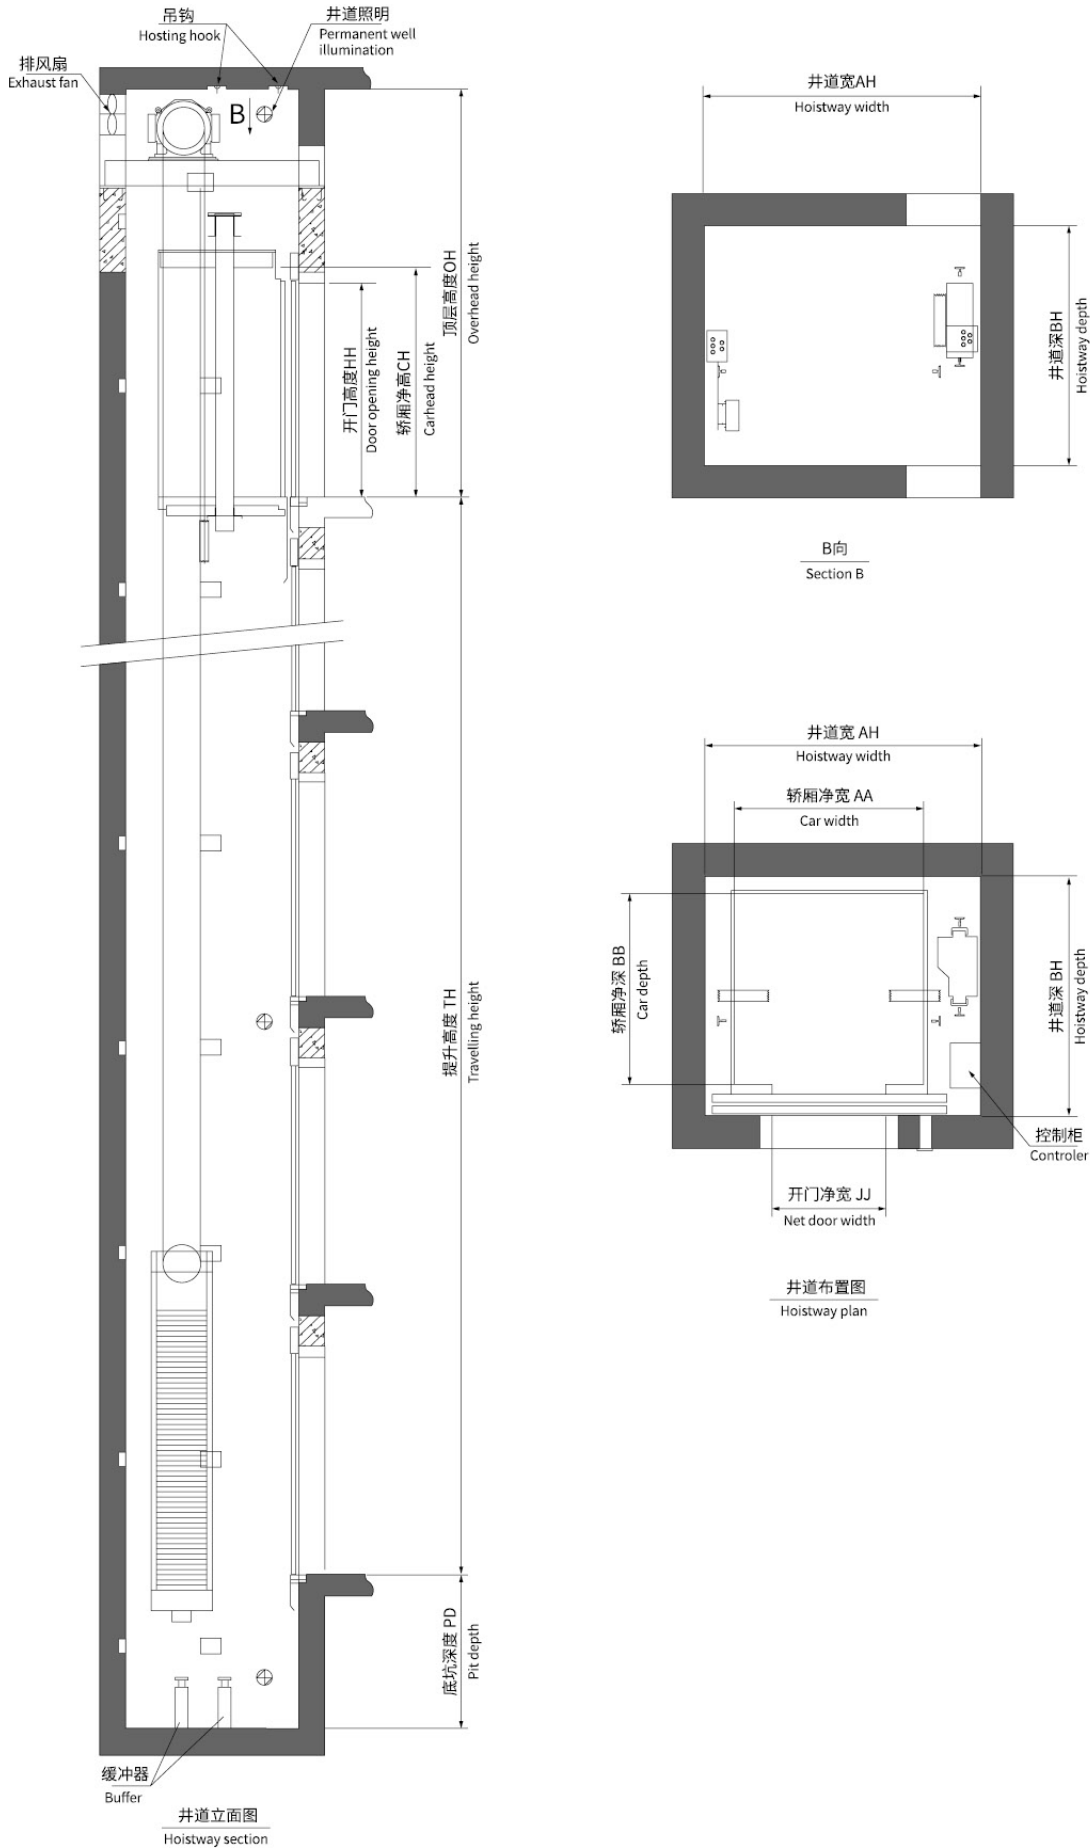 吊钩
Hosting hook
井道照明
Permanent well
illumination
排风扇
Exhaust fan
B
顶层高度OH
Overhead height
轿厢净高CH
Carhead height
开门高度HH
Door opening height
提升高度 TH
Travelling height
底坑深度 PD
Pit depth
缓冲器
Buffer
井道立面图
Hoistway section
井道宽AH
Hoistway width
井道深BH
Hoistway depth
B向
Section B
井道宽 AH
Hoistway width
轿厢净宽 AA
Car width
轿厢净深 BB
Car depth
井道深 BH
Hoistway depth
控制柜
Controler
开门净宽 JJ
Net door width
井道布置图
Hoistway plan